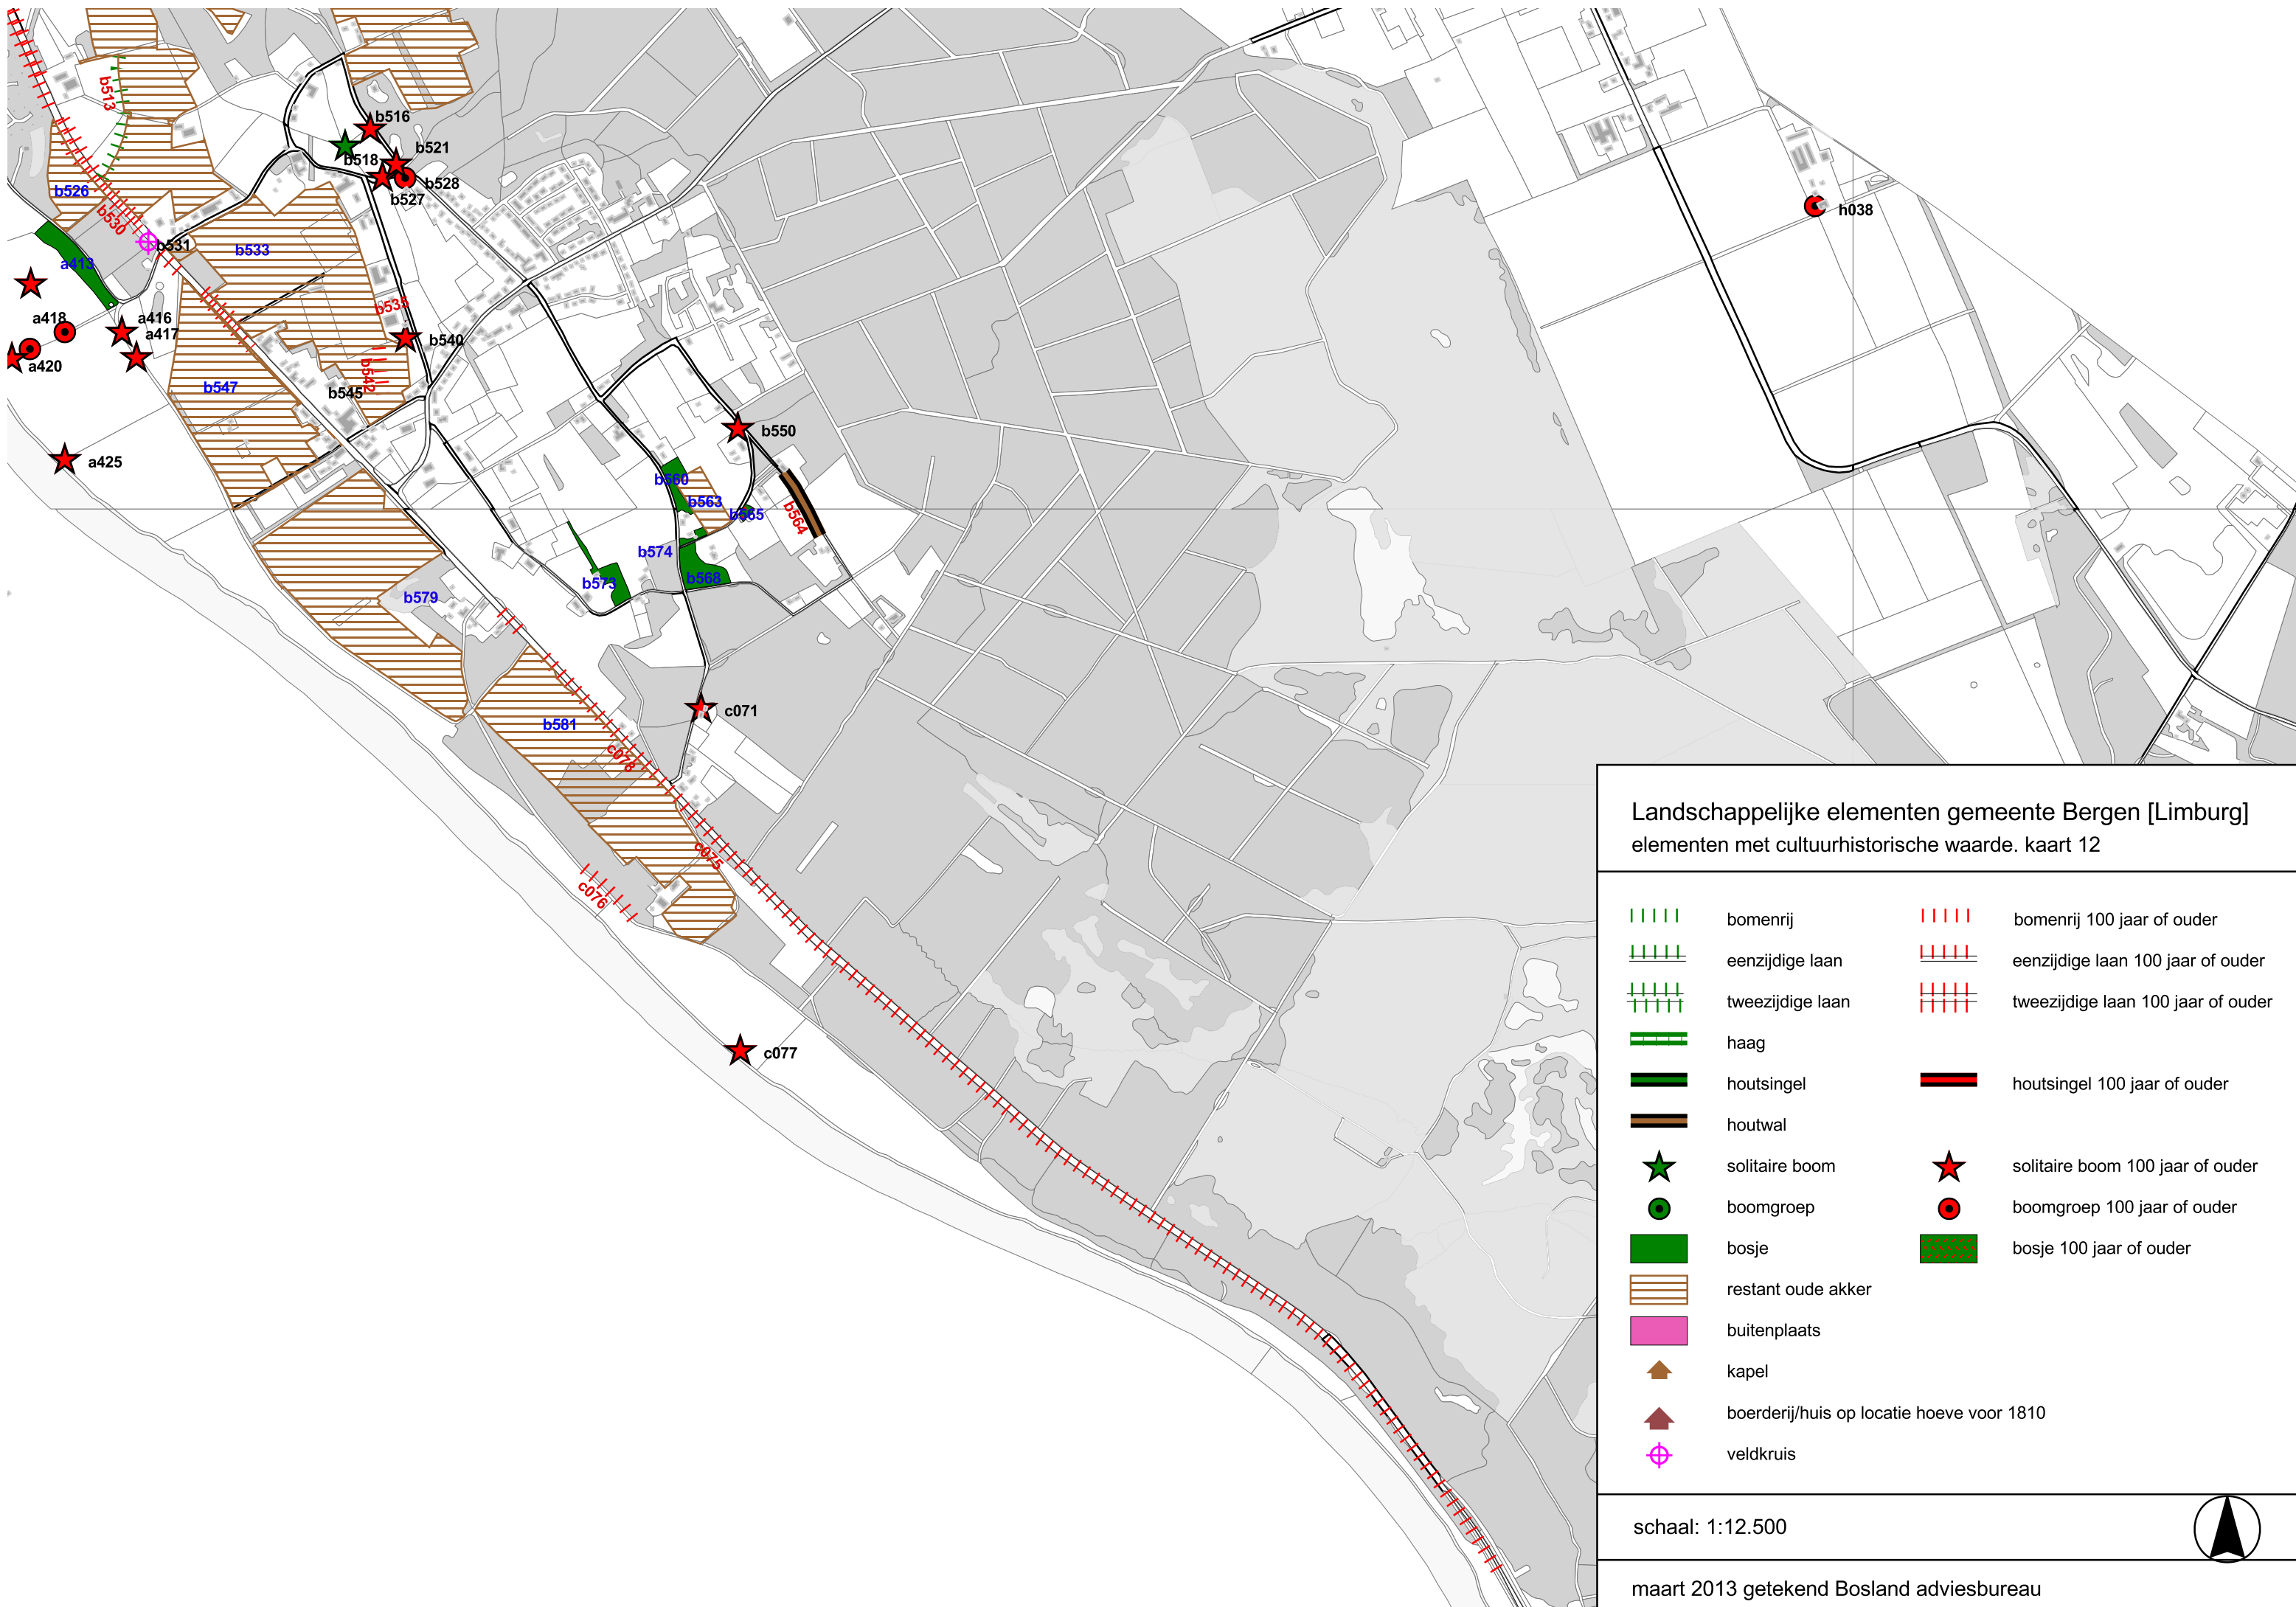 b513
b516
b518
b521
b528
b527
b526
b530
b531
b533
a413
a418
a416
a417
a420
b535
b540
b542
b545
b547
a425
b550
b560
b563
b565
b564
b574
b573
b568
b579
b581
c071
c078
c075
c076
c077
h038
Landschappelijke elementen gemeente Bergen [Limburg]
elementen met cultuurhistorische waarde. kaart 12
bomenrij
bomenrij 100 jaar of ouder
eenzijdige laan
eenzijdige laan 100 jaar of ouder
tweezijdige laan
tweezijdige laan 100 jaar of ouder
haag
houtsingel
houtsingel 100 jaar of ouder
houtwal
solitaire boom
solitaire boom 100 jaar of ouder
boomgroep
boomgroep 100 jaar of ouder
bosje
bosje 100 jaar of ouder
restant oude akker
buitenplaats
kapel
boerderij/huis op locatie hoeve voor 1810
veldkruis
schaal: 1:12.500
maart 2013 getekend Bosland adviesbureau